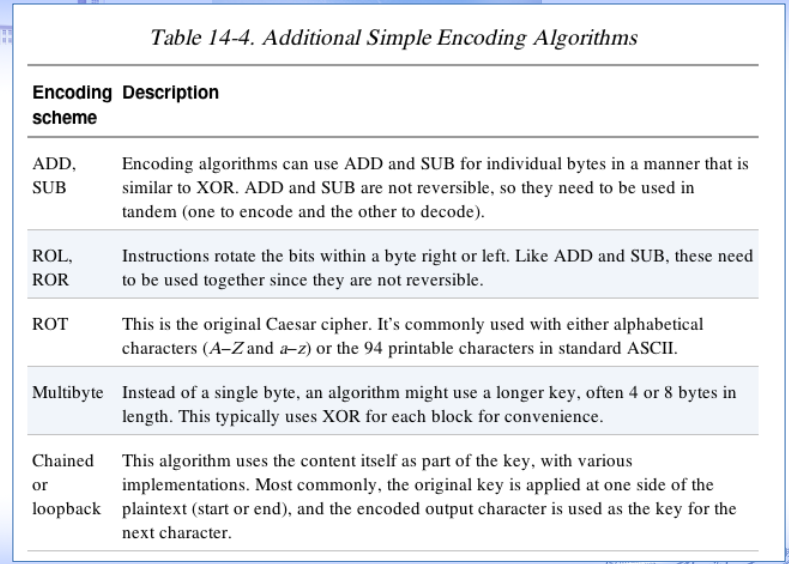 Table 14-4. Additional Simple Encoding Algorithms
Encoding Description
scheme
ADD, Encoding algorithms can use ADD and SUB for individual bytes in a manner that is
SUB similar to XOR. ADD and SUB are not reversible, so they need to be used in
tandem (one to encode and the other to decode).
ROL, Instructions rotate the bits within a byte right or left. Like ADD and SUB, these need
ROR to be used together since they are not reversible.
ROT This is the original Caesar cipher. It’s commonly used with either alphabetical
characters (A–Z and a–z) or the 94 printable characters in standard ASCII.
Multibyte Instead of a single byte, an algorithm might use a longer key, often 4 or 8 bytes in
length. This typically uses XOR for each block for convenience.
Chained This algorithm uses the content itself as part of the key, with various
or implementations. Most commonly, the original key is applied at one side of the
loopback plaintext (start or end), and the encoded output character is used as the key for the
next character.